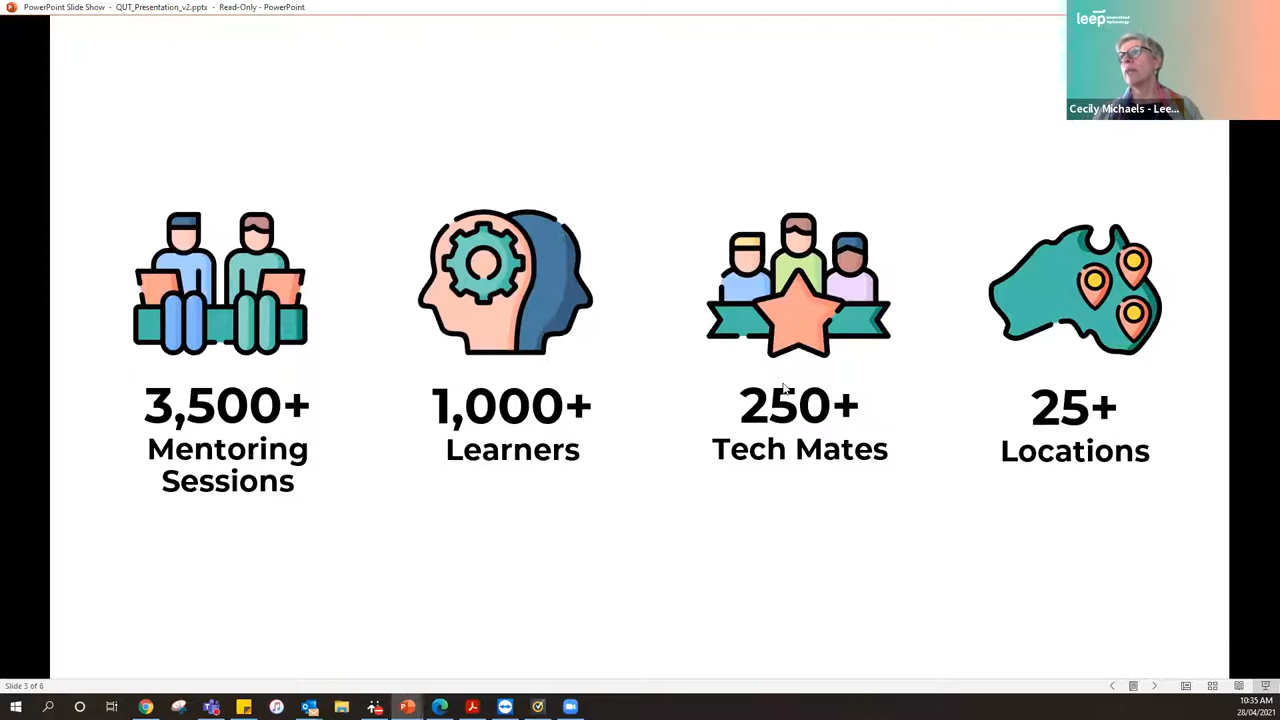 PowerPoint Slide Show - QUT_Presentation_v2.pptx - Read-Only - PowerPoint
leep
Cecily Michaels - Lee...
3,500+
Mentoring
Sessions
1,000+
Learners
250+
Tech Mates
25+
Locations
Slide 3 of 6
10:35 AM
28/04/2021